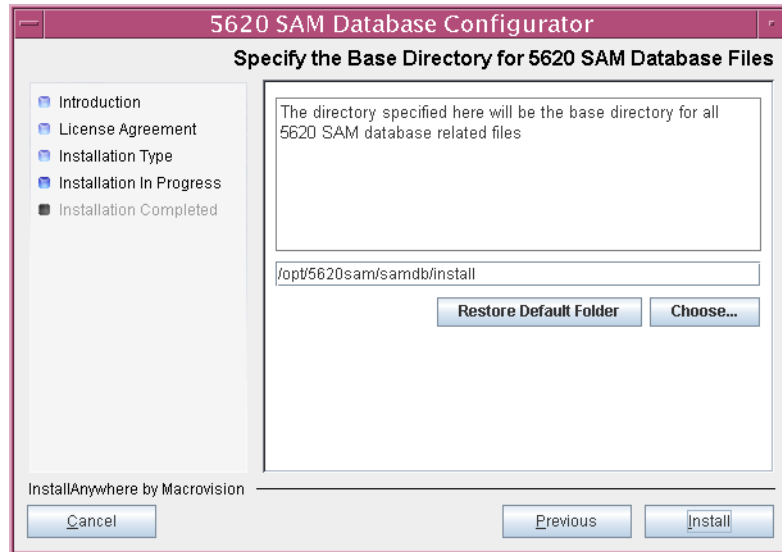 5620 SAM Database Configurator
Specify the Base Directory for 5620 SAM Database Files
Introduction
License Agreement
Installation Type
Installation In Progress
Installation Completed
The directory specified here will be the base directory for all
5620 SAM database related files
/opt/5620sam/samdb/install
Restore Default Folder
Choose...
InstallAnywhere by Macrovision
Cancel
Previous
Install